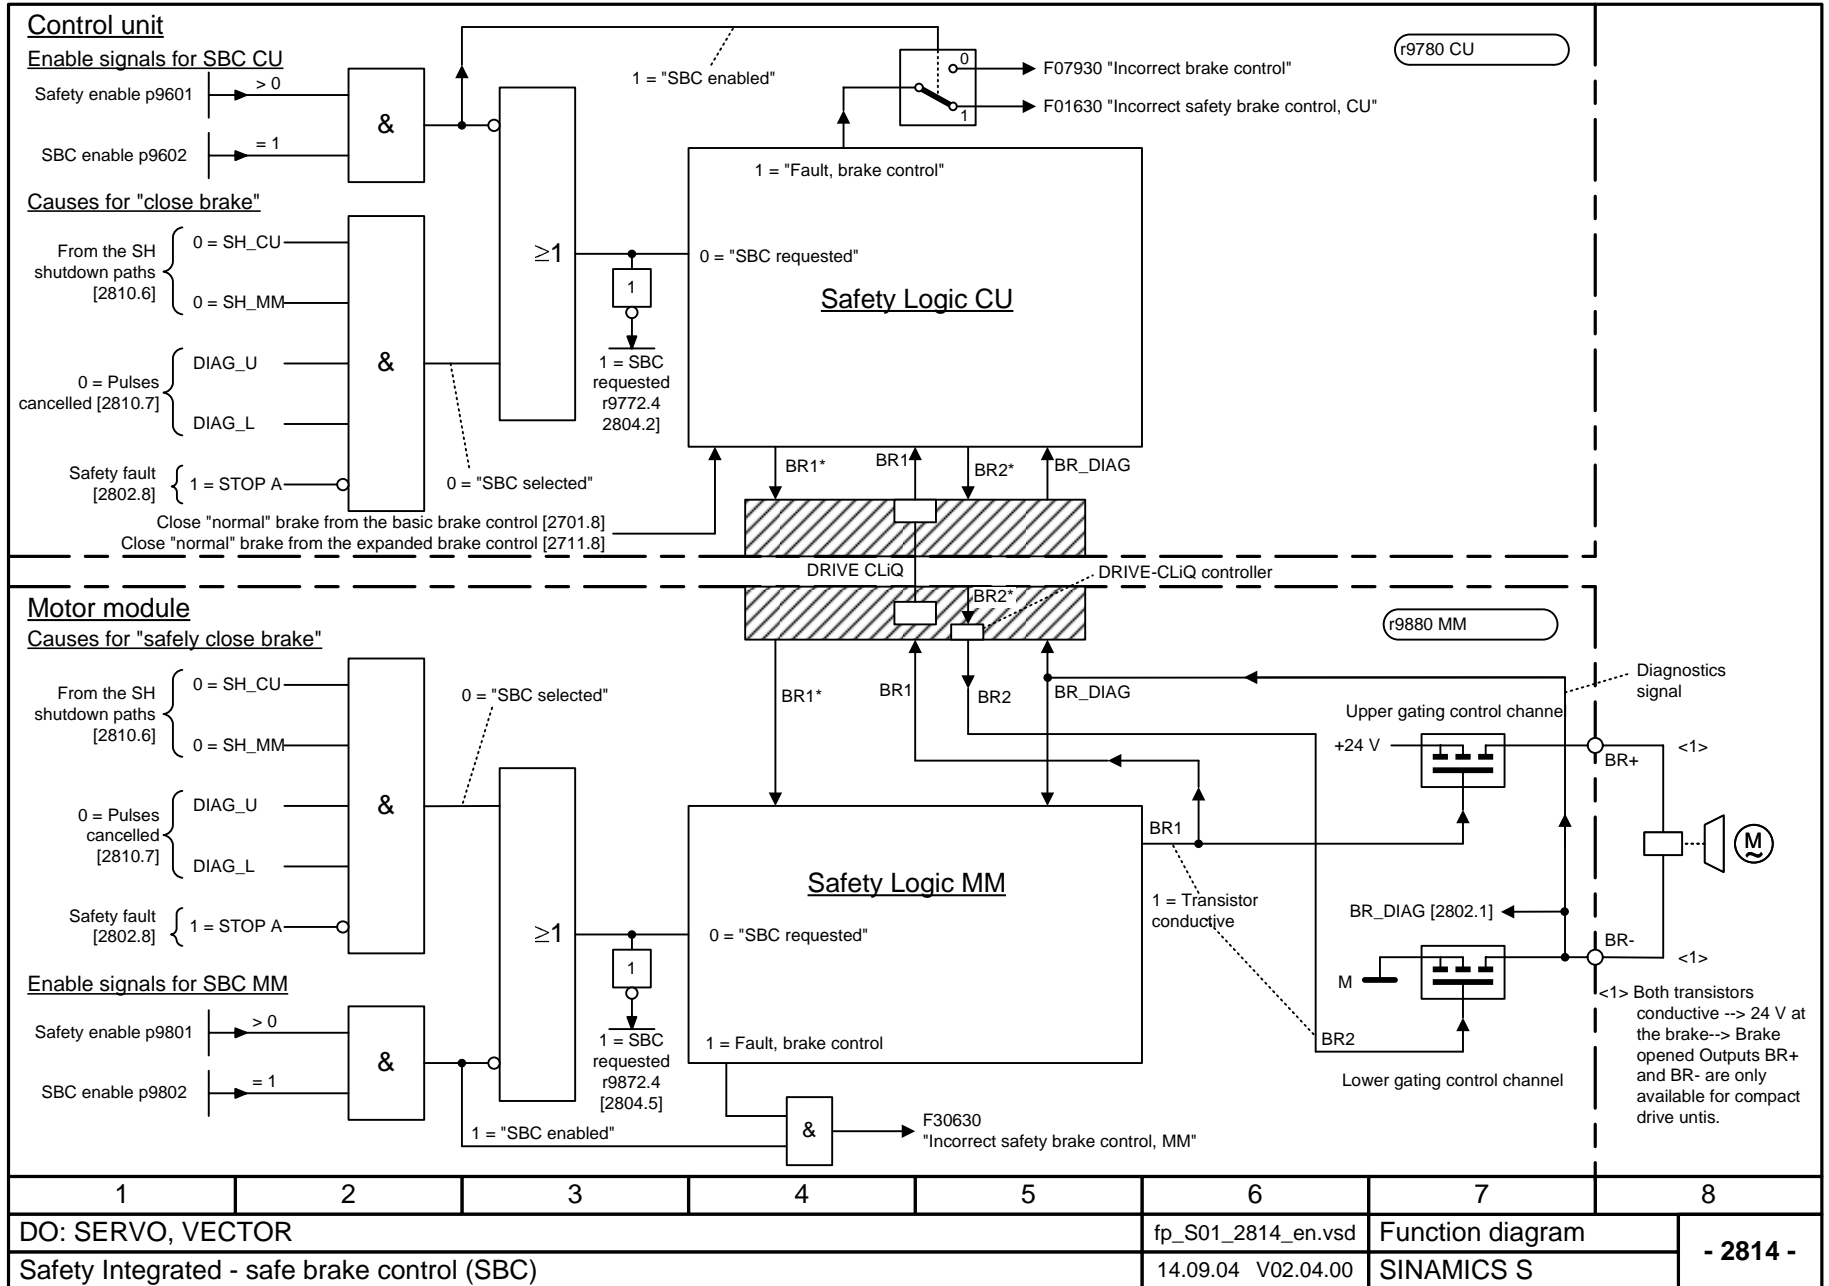 Control unit
Enable signals for SBC CU
Safety enable p9601
> 0
SBC enable p9602
= 1
&
1 = "SBC enabled"
0
1
F07930 "Incorrect brake control"
F01630 "Incorrect safety brake control, CU"
r9780 CU
1 = "Fault, brake control"
Causes for "close brake"
From the SH
shutdown paths
[2810.6]
0 = SH_CU
0 = SH_MM
0 = Pulses
cancelled [2810.7]
DIAG_U
DIAG_L
Safety fault
[2802.8]
1 = STOP A
&
0 = "SBC selected"
≥1
1
1 = SBC
requested
r9772.4
2804.2]
0 = "SBC requested"
Safety Logic CU
Close "normal" brake from the basic brake control [2701.8]
Close "normal" brake from the expanded brake control [2711.8]
BR1*
BR1
BR2*
BR_DIAG
DRIVE CLiQ
DRIVE-CLiQ controller
BR2*
Motor module
Causes for "safely close brake"
From the SH
shutdown paths
[2810.6]
0 = SH_CU
0 = SH_MM
0 = Pulses
cancelled
[2810.7]
DIAG_U
DIAG_L
Safety fault
[2802.8]
1 = STOP A
&
0 = "SBC selected"
Enable signals for SBC MM
Safety enable p9801
> 0
SBC enable p9802
= 1
&
≥1
1
1 = SBC
requested
r9872.4
[2804.5]
1 = "SBC enabled"
BR1*
BR1
BR2
BR_DIAG
Safety Logic MM
0 = "SBC requested"
1 = Fault, brake control
&
F30630
"Incorrect safety brake control, MM"
BR1
1 = Transistor
conductive
BR2
r9880 MM
Diagnostics
signal
Upper gating control channel
+24 V
BR+
<1>
M
~
BR_DIAG [2802.1]
BR-
<1>
M
Lower gating control channel
<1> Both transistors
conductive --> 24 V at
the brake--> Brake
opened Outputs BR+
and BR- are only
available for compact
drive untis.
1 2 3 4 5 6 7 8
DO: SERVO, VECTOR
fp_S01_2814_en.vsd
Function diagram
- 2814 -
Safety Integrated - safe brake control (SBC)
14.09.04 V02.04.00
SINAMICS S